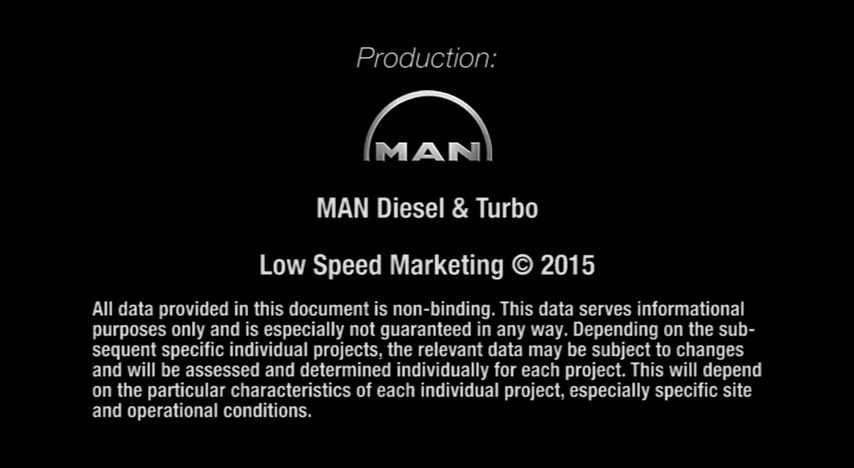 Production:
MAN
MAN Diesel & Turbo
Low Speed Marketing © 2015
All data provided in this document is non-binding. This data serves informational
purposes only and is especially not guaranteed in any way. Depending on the sub-
sequent specific individual projects, the relevant data may be subject to changes
and will be assessed and determined individually for each project. This will depend
on the particular characteristics of each individual project, especially specific site
and operational conditions.